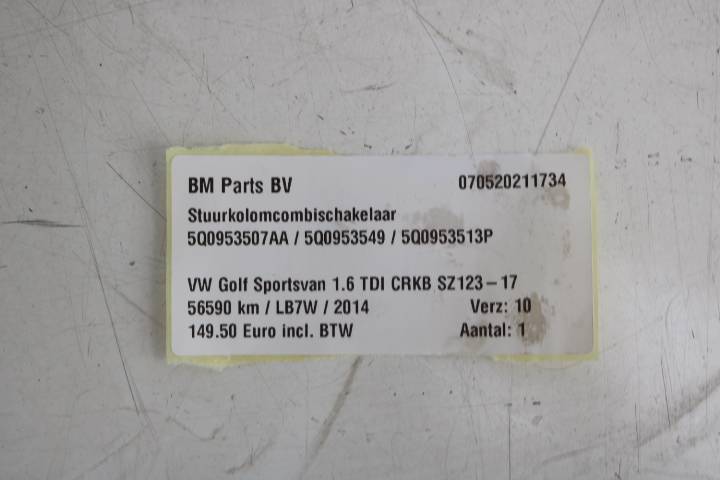 BM Parts BV 070520211734
Stuurkolomcombischakelaar
5Q0953507AA / 5Q0953549 / 5Q0953513P
VW Golf Sportsvan 1.6 TDI CRKB SZ123-17
56590 km / LB7W / 2014 Verz: 10
149.50 Euro incl. BTW Aantal: 1